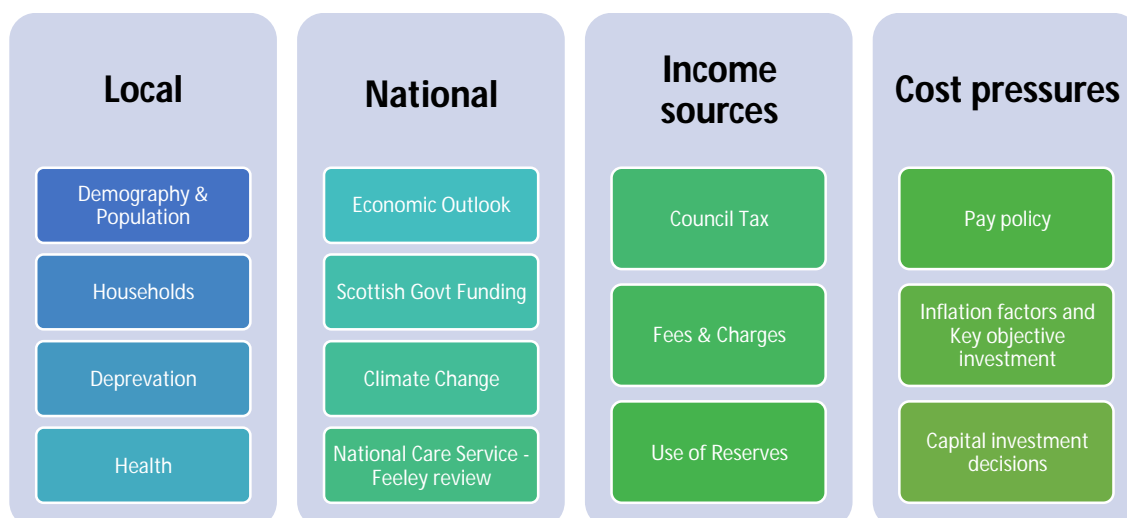 Local
Demography &
Population
Households
Deprevation
Health
National
Economic Outlook
Scottish Govt Funding
Climate Change
National Care Service -
Feeley review
Income
sources
Council Tax
Fees & Charges
Use of Reserves
Cost pressures
Pay policy
Inflation factors and
Key objective
investment
Capital investment
decisions